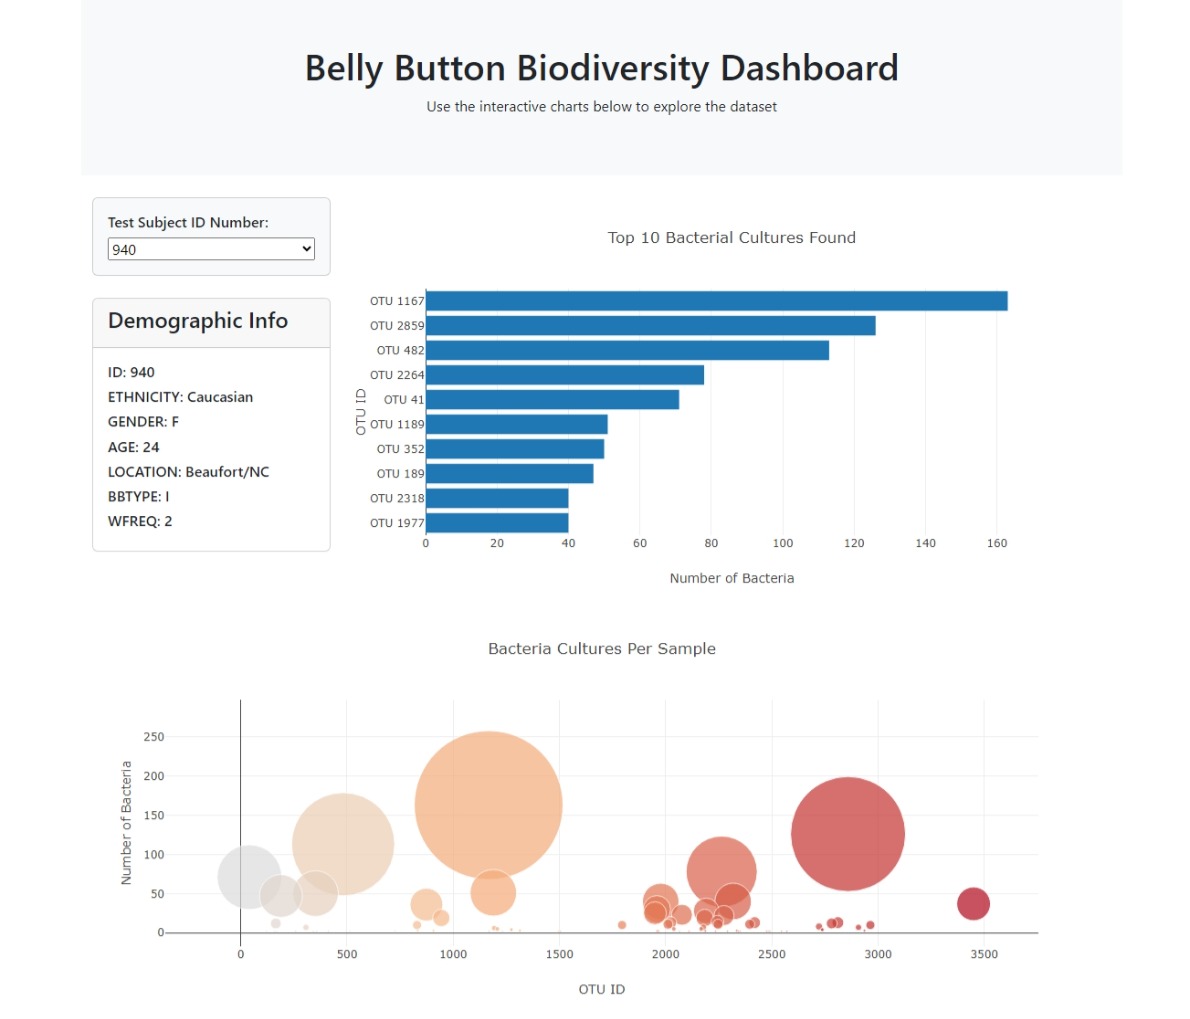 Belly Button Biodiversity Dashboard
Use the interactive charts below to explore the dataset
Test Subject ID Number:
940
Demographic Info
ID: 940
ETHNICITY: Caucasian
GENDER: F
AGE: 24
LOCATION: Beaufort/NC
BBTYPE: I
WFREQ: 2
Top 10 Bacterial Cultures Found
OTU ID
OTU 1167
OTU 2859
OTU 482
OTU 2264
OTU 41
OTU 1189
OTU 352
OTU 189
OTU 2318
OTU 1977
0 20 40 60 80 100 120 140 160
Number of Bacteria
Bacteria Cultures Per Sample
Number of Bacteria
250
200
150
100
50
0
0 500 1000 1500 2000 2500 3000 3500
OTU ID